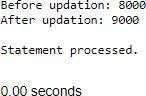 Before updation: 8000
After updation: 9000
Statement processed.
0.00 seconds